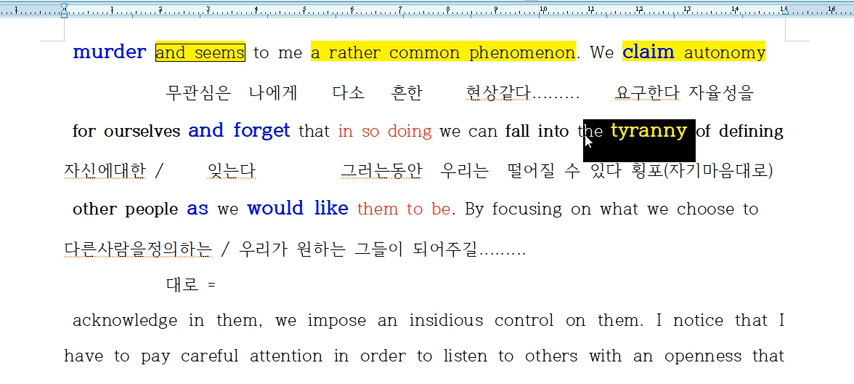 murder and seems to me a rather common phenomenon. We claim autonomy
무관심은 나에게 다소 흔한 현상같다......... 요구한다 자율성을
for ourselves and forget that in so doing we can fall into the tyranny of defining
자신에대한 / 잊는다 그러는동안 우리는 떨어질 수 있다 횡포(자기마음대로)
other people as we would like them to be. By focusing on what we choose to
다른사람을정의하는 / 우리가 원하는 그들이 되어주길.........
대로 =
acknowledge in them, we impose an insidious control on them. I notice that I
have to pay careful attention in order to listen to others with an openness that